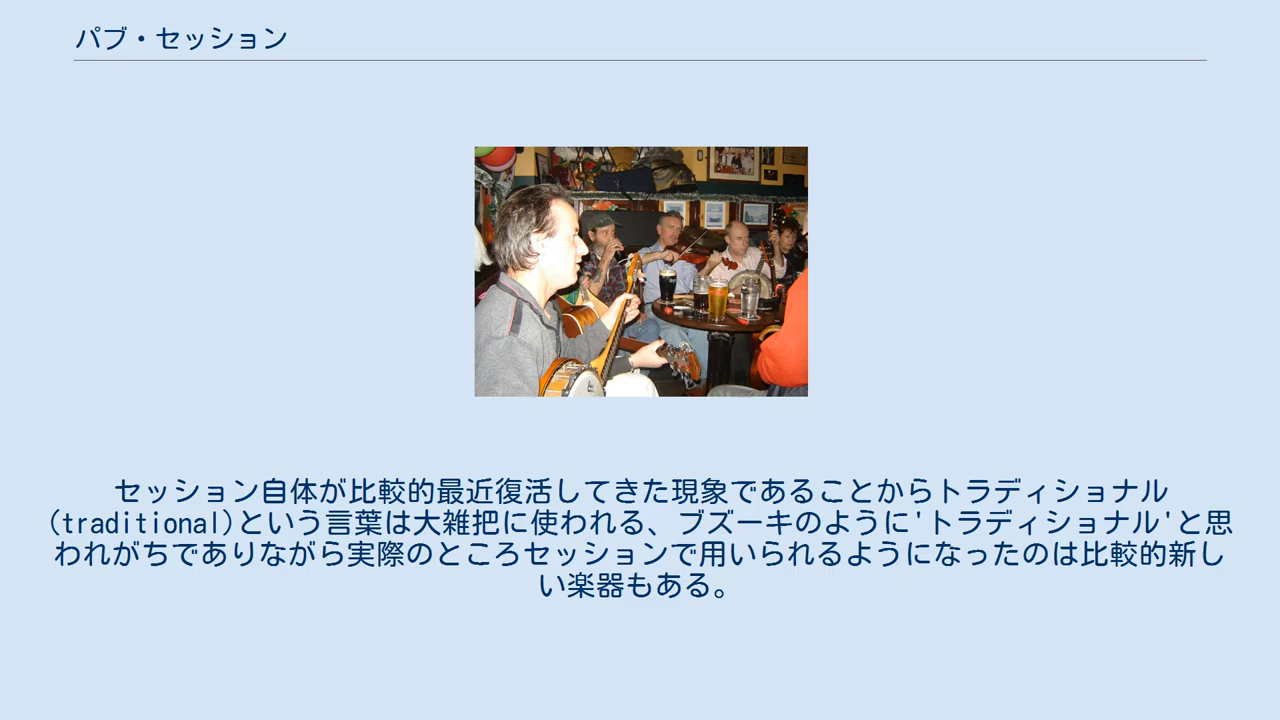 パブ・セッション
セッション自体が比較的最近復活してきた現象であることからトラディショナル
(traditional)という言葉は大雑把に使われる、ブズーキのように'トラディショナル'と思
われがちでありながら実際のところセッションで用いられるようになったのは比較的新し
い楽器もある。